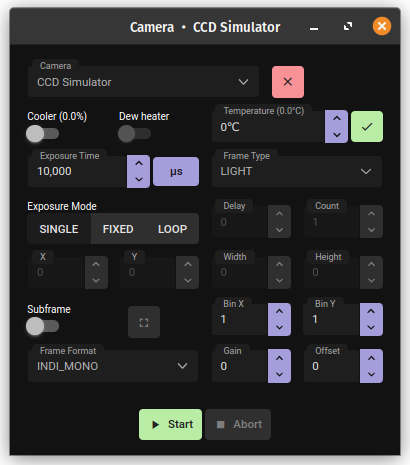 Camera • CCD Simulator
Camera
CCD Simulator
Cooler (0.0%)
Dew heater
Temperature (0.0°C)
0°C
Exposure Time
10,000
µs
Frame Type
LIGHT
Exposure Mode
SINGLE
FIXED
LOOP
Delay
0
Count
1
X
0
Y
0
Width
0
Height
0
Subframe
Bin X
1
Bin Y
1
Frame Format
INDI_MONO
Gain
0
Offset
0
Start
Abort